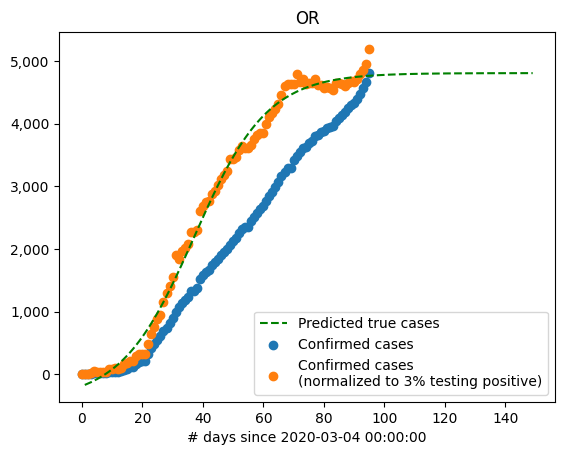 OR
5,000
4,000
3,000
2,000
1,000
0
Predicted true cases
Confirmed cases
Confirmed cases
(normalized to 3% testing positive)
0 20 40 60 80 100 120 140
# days since 2020-03-04 00:00:00